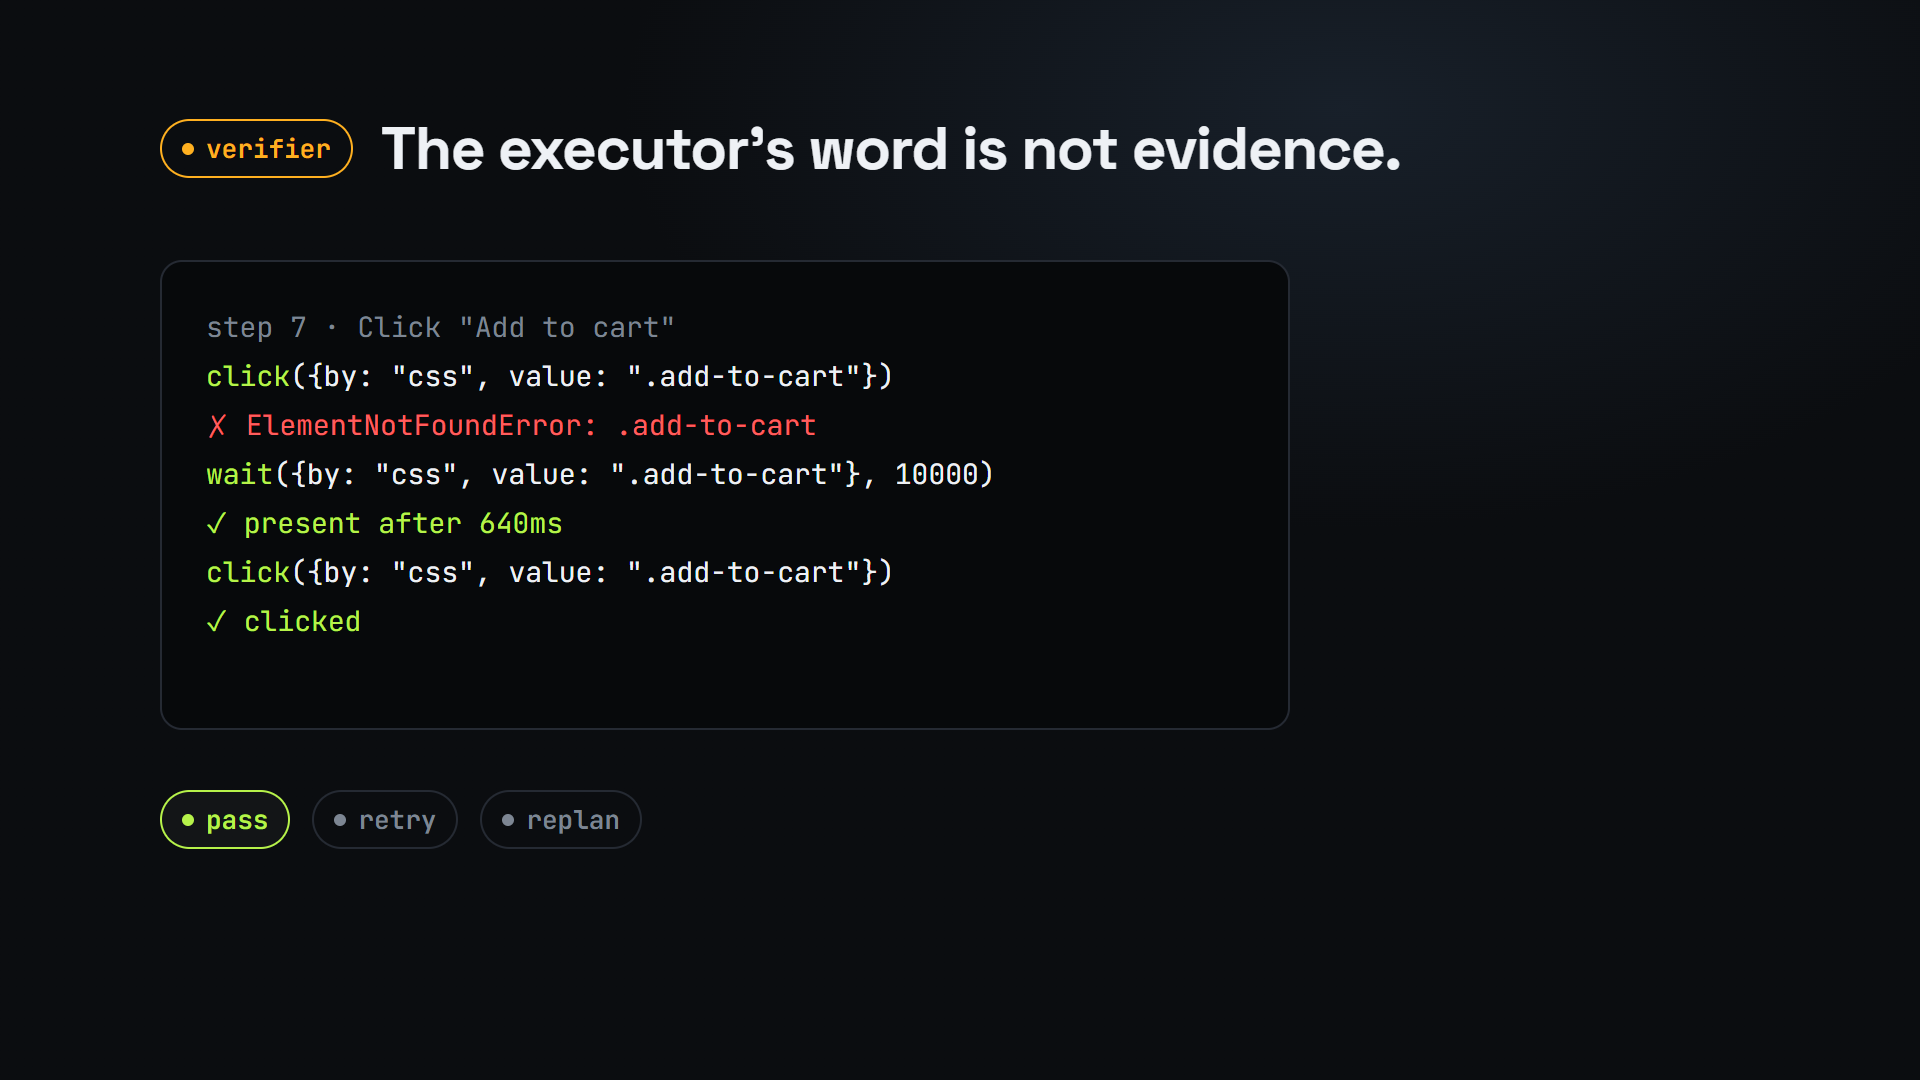 verifier
The executor’s word is not evidence.
step 7 · Click "Add to cart"
click({by: "css", value: ".add-to-cart"})
✗ ElementNotFoundError: .add-to-cart
wait({by: "css", value: ".add-to-cart"}, 10000)
✓ present after 640ms
click({by: "css", value: ".add-to-cart"})
✓ clicked
pass
retry
replan